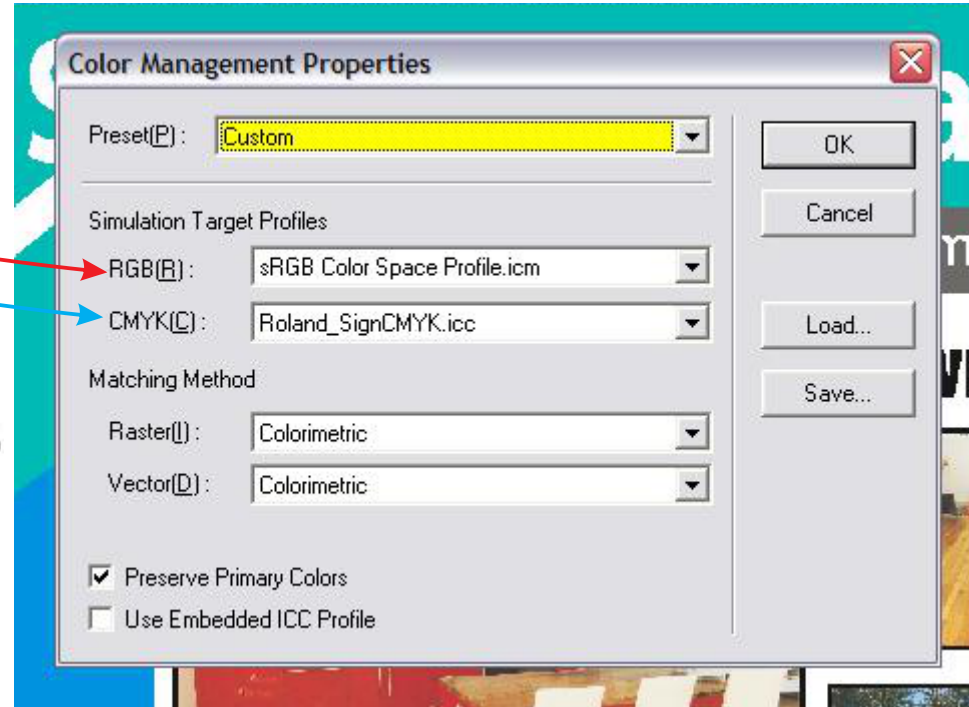 Color Management Properties
Preset(P) : Custom
OK
Simulation Target Profiles
Cancel
RGB(R) : sRGB Color Space Profile.icm
CMYK(C) : Roland_SignCMYK.icc
Load...
Matching Method
Save...
Raster(I) : Colorimetric
Vector(D) : Colorimetric
Preserve Primary Colors
Use Embedded ICC Profile